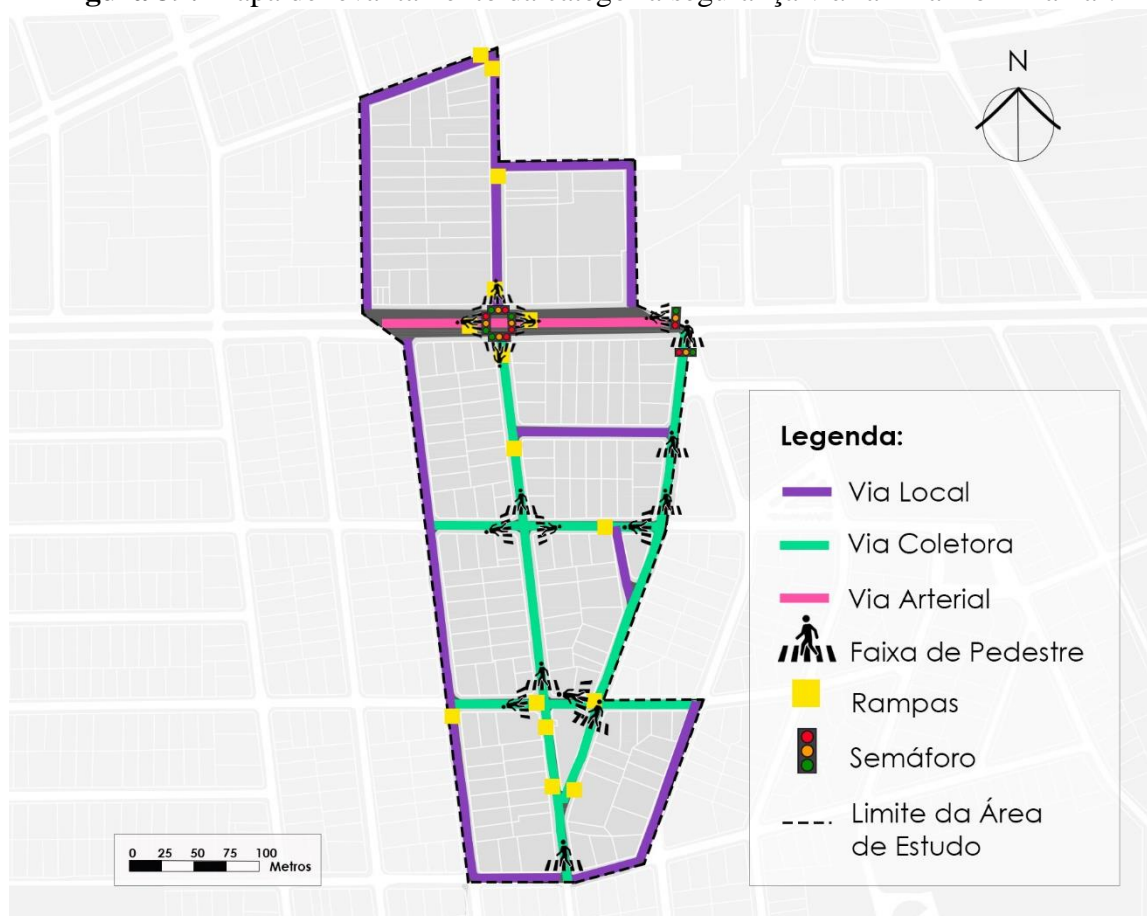 N
Legenda:
Via Local
Via Coletora
Via Arterial
Faixa de Pedestre
Rampas
Semáforo
Limite da Área
de Estudo
0 25 50 75 100
Metros